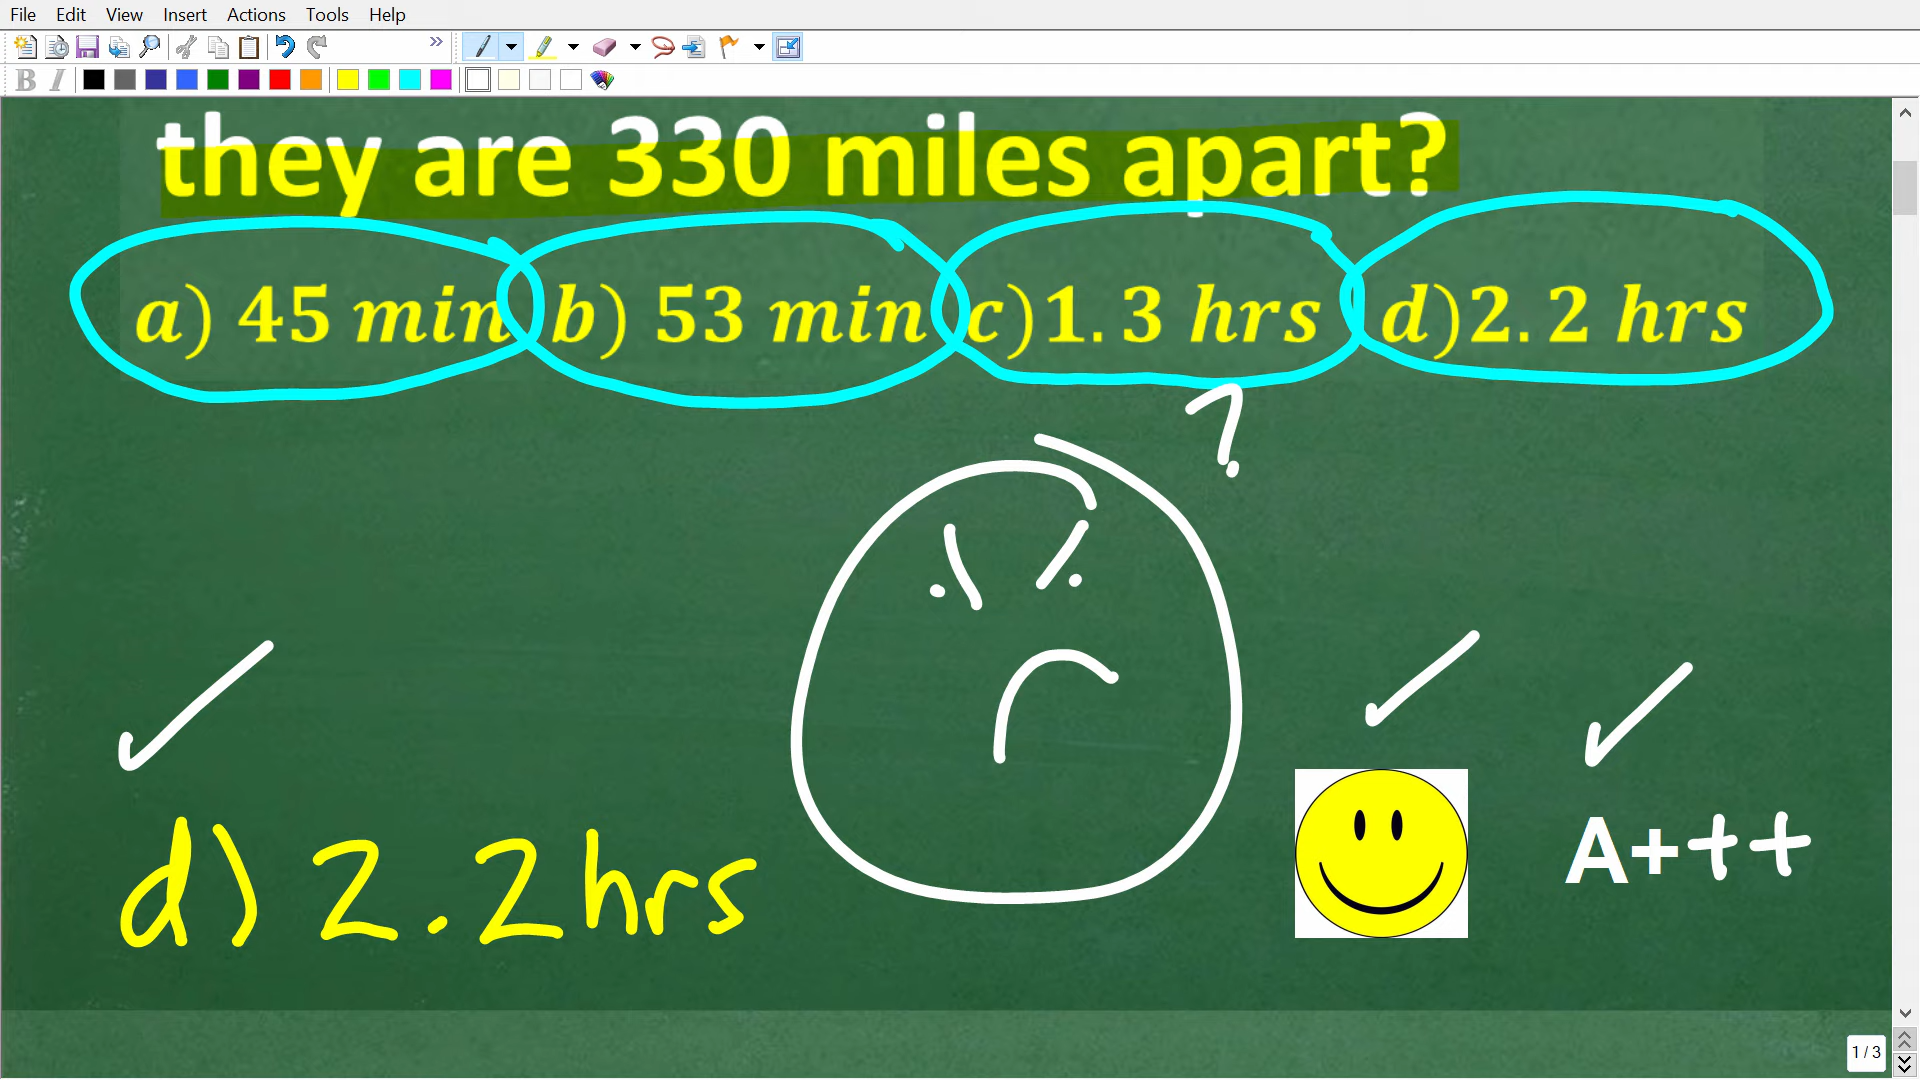 File Edit View Insert Actions Tools Help
B I
they are 330 miles apart?
a) 45 min b) 53 min c)1.3 hrs d)2.2 hrs
?
d) 2.2 hrs
A+++
1 / 3